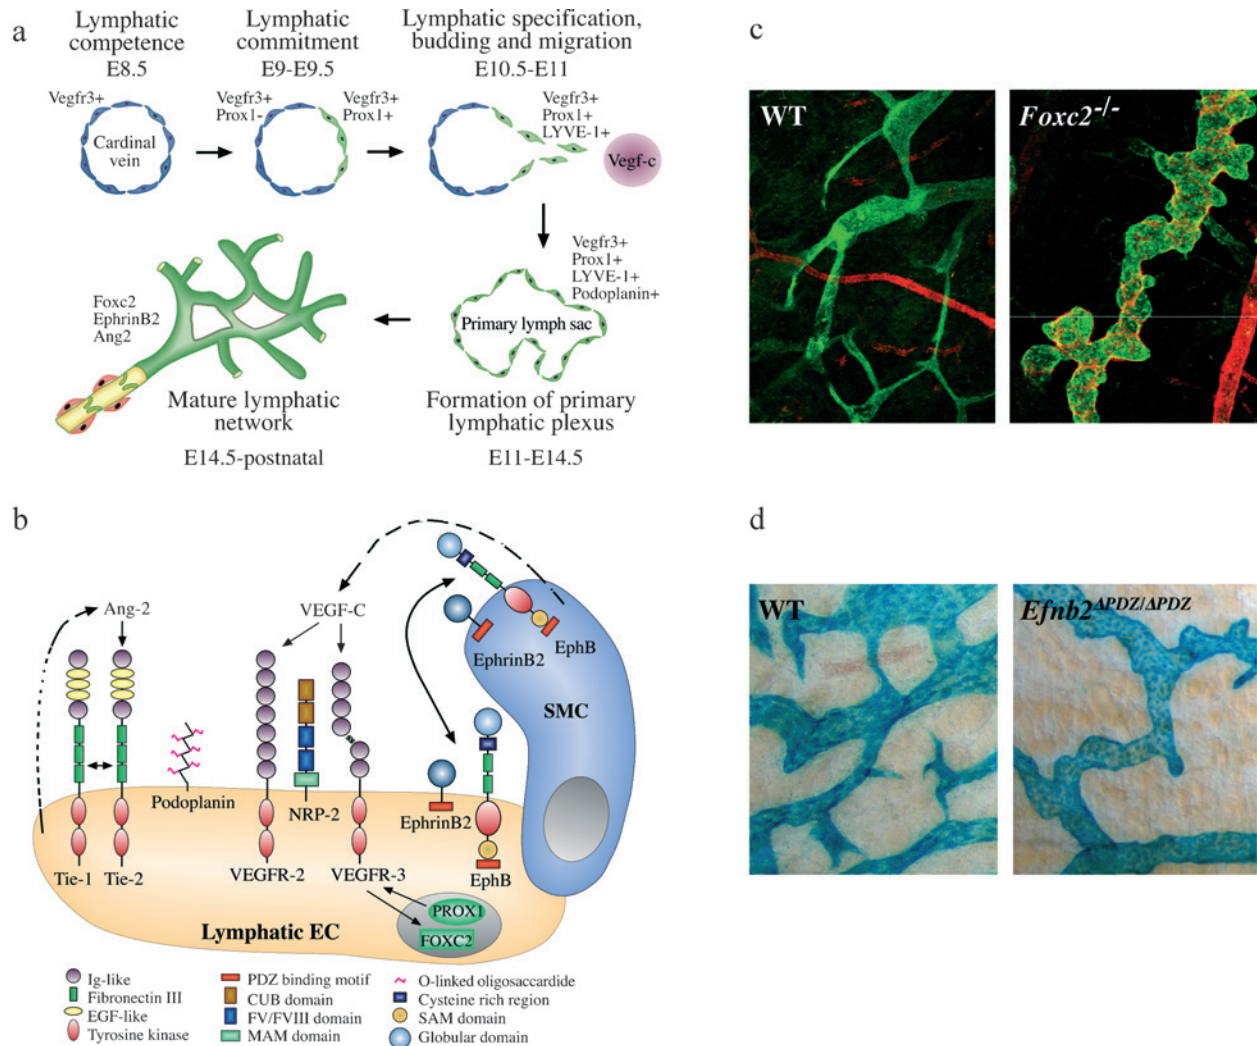 a
Lymphatic
competence
E8.5
Vegfr3+
Cardinal
vein
Lymphatic
commitment
E9-E9.5
Vegfr3+
Prox1-
Vegfr3+
Prox1+
Lymphatic specification,
budding and migration
E10.5-E11
Vegfr3+
Prox1+
LYVE-1+
Vegf-c
Vegfr3+
Prox1+
LYVE-1+
Podoplanin+
Primary lymph sac
Formation of primary
lymphatic plexus
E11-E14.5
Foxc2
EphrinB2
Ang2
Mature lymphatic
network
E14.5-postnatal
b
Ang-2
VEGF-C
EphrinB2
EphB
SMC
Podoplanin
NRP-2
EphrinB2
EphB
Tie-1
Tie-2
VEGFR-2
VEGFR-3
PROX1
FOXC2
Lymphatic EC
Ig-like
Fibronectin III
EGF-like
Tyrosine kinase
PDZ binding motif
CUB domain
FV/FVIII domain
MAM domain
O-linked oligosaccardide
Cysteine rich region
SAM domain
Globular domain
c
WT
Foxc2-/-
d
WT
Efnb2ΔPDZ/ΔPDZ